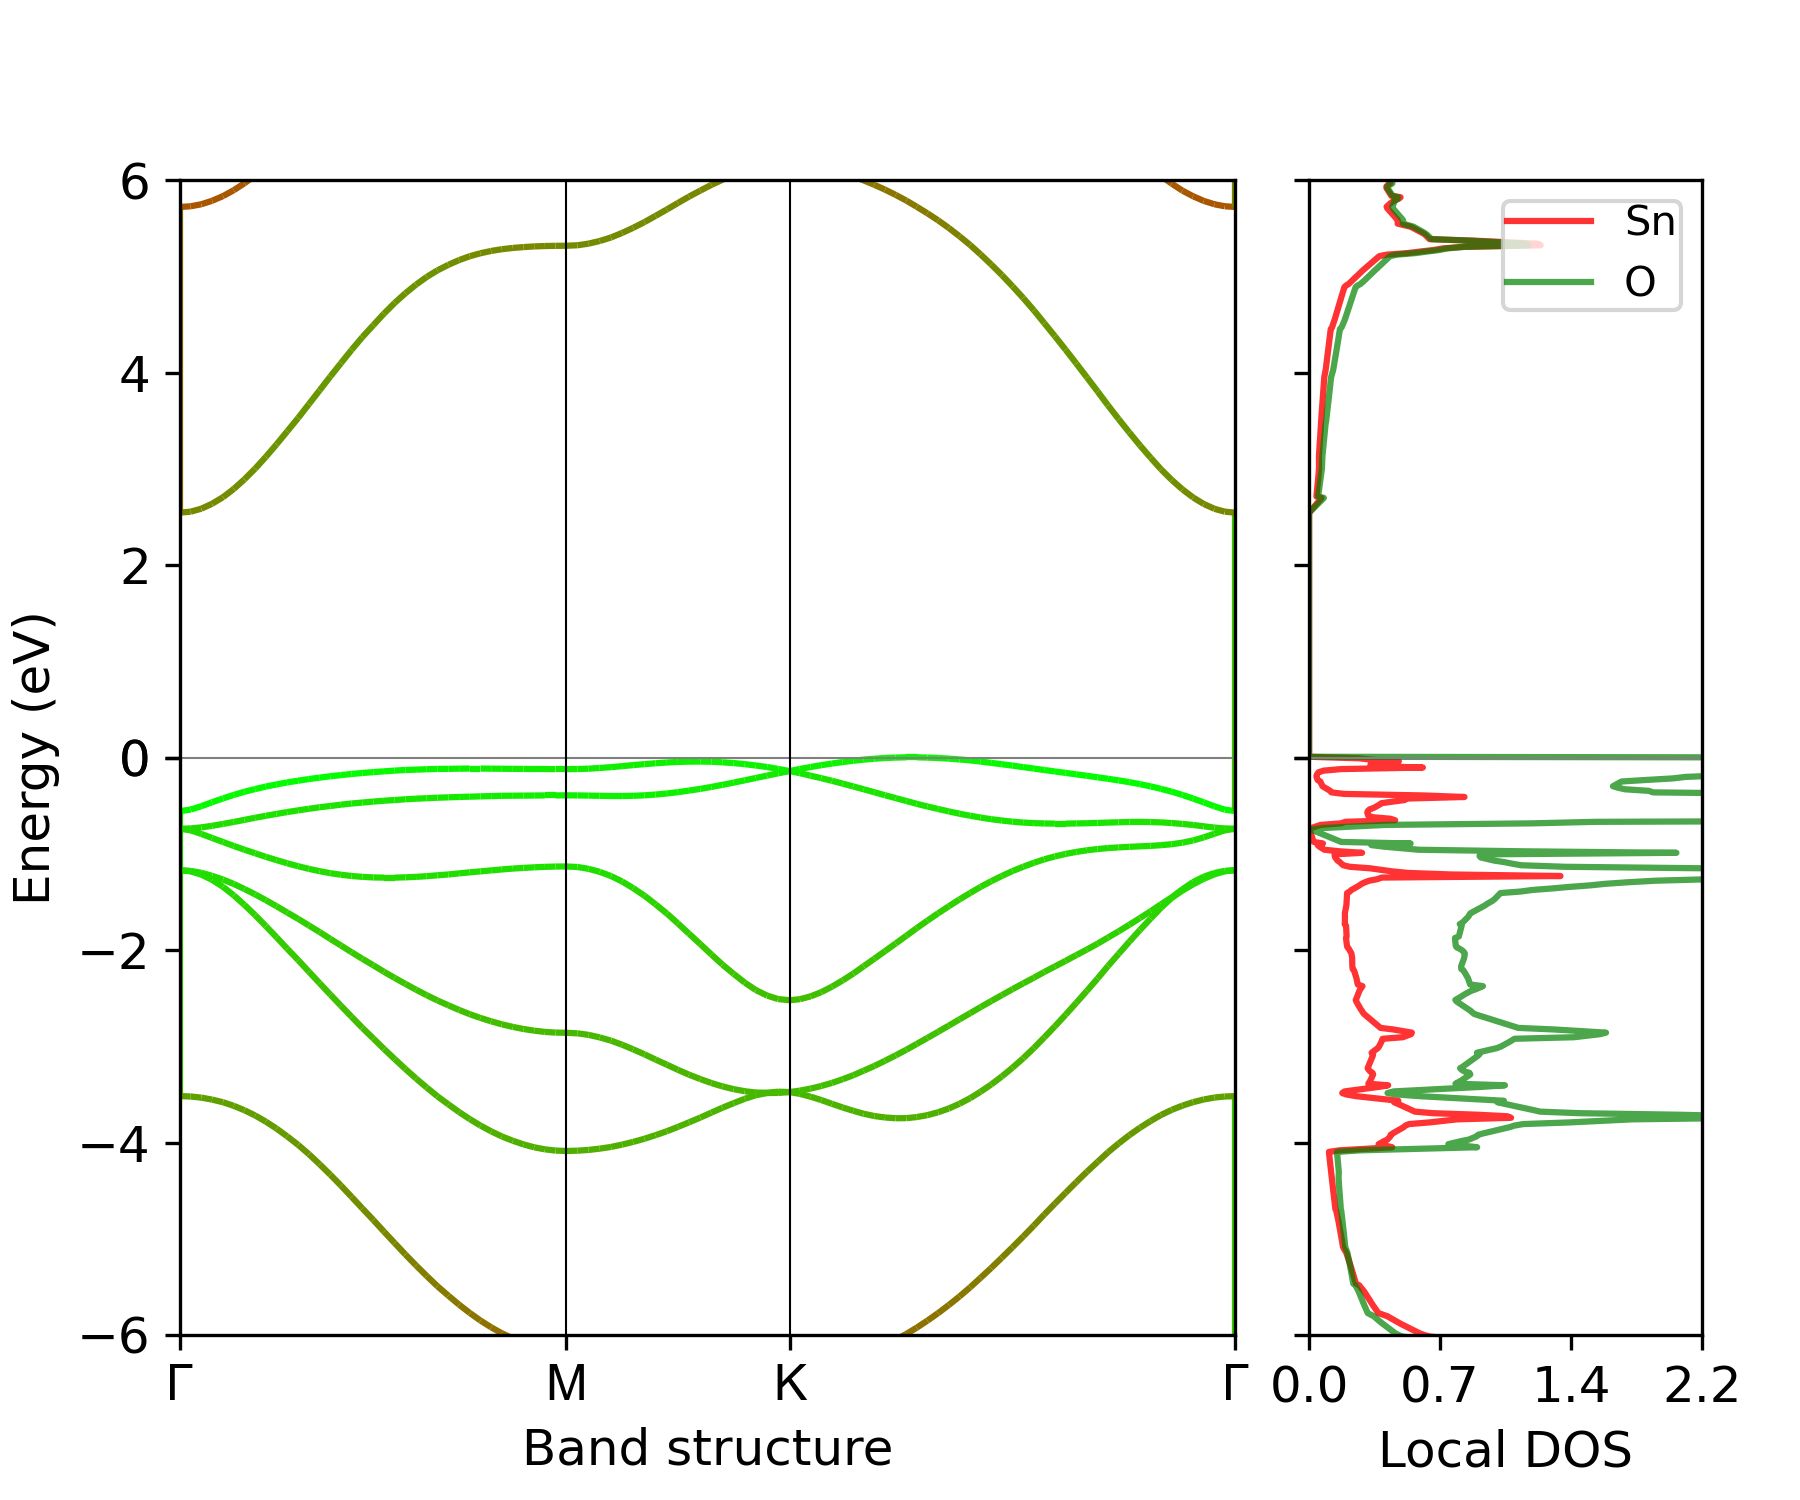 6
4
2
0
−2
−4
−6
Energy (eV)
Γ M K Γ
Band structure
Sn
O
0.0 0.7 1.4 2.2
Local DOS